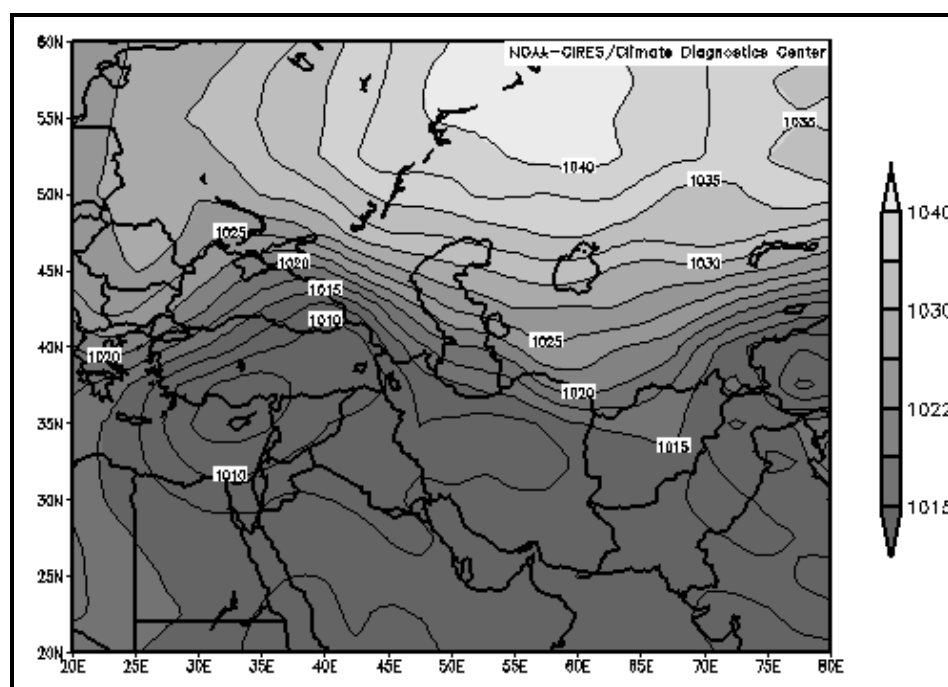 60N
NOAA-CIRES/Climate Diagnostics Center
55N
1035
1040
50N
1035
1040
1025
45N
1020
1030
1015
1030
1010
40N
1020
1025
1020
1022
35N
1015
1010
30N
1015
25N
20N
20E 25E 30E 35E 40E 45E 50E 55E 60E 65E 70E 75E 80E